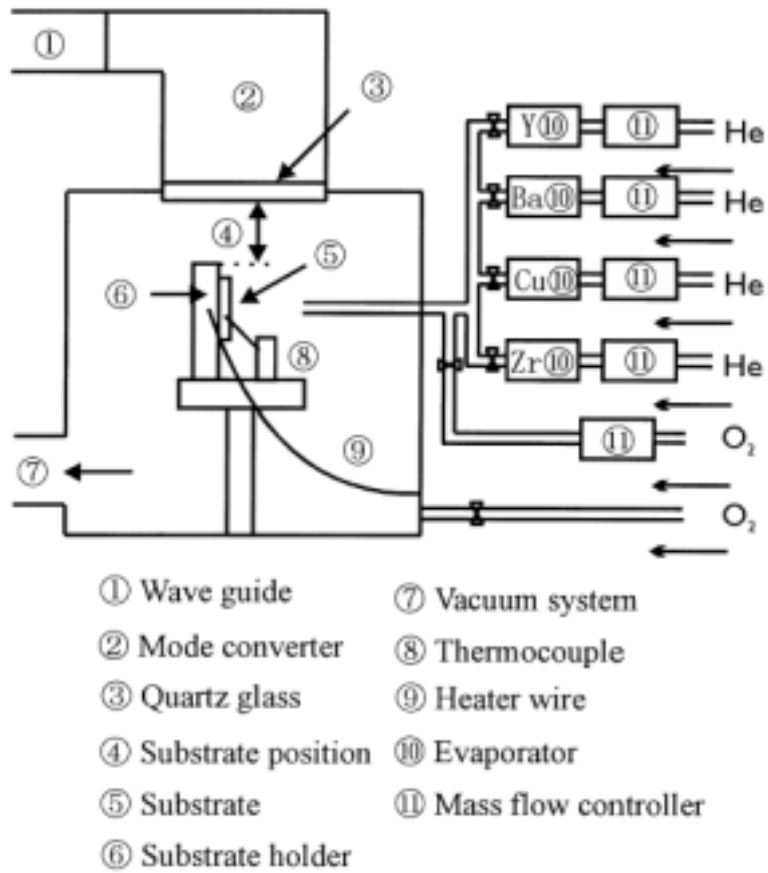 ①
②
③
Y⑩ ⑪ He
Ba⑩ ⑪ He
④
⑤
⑥
Cu⑩ ⑪ He
⑧
Zr⑩ ⑪ He
⑪ O₂
⑨
⑦
O₂
① Wave guide
② Mode converter
③ Quartz glass
④ Substrate position
⑤ Substrate
⑥ Substrate holder
⑦ Vacuum system
⑧ Thermocouple
⑨ Heater wire
⑩ Evaporator
⑪ Mass flow controller